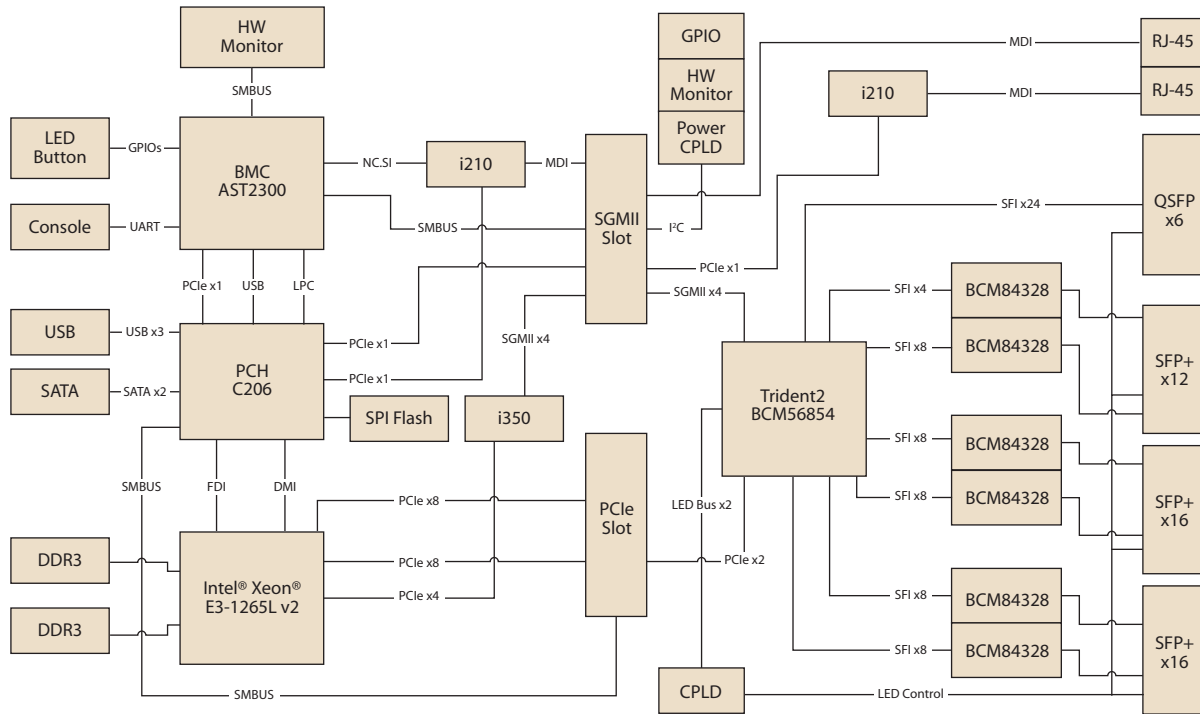 HW
Monitor
SMBUS
LED
Button
GPIOs
BMC
AST2300
Console
UART
NC.SI
i210
MDI
SMBUS
PCIe x1
USB
LPC
USB
USB x3
SATA
SATA x2
PCH
C206
PCIe x1
PCIe x1
SPI Flash
SGMII x4
i350
SMBUS
FDI
DMI
DDR3
DDR3
Intel® Xeon®
E3-1265L v2
PCIe x8
PCIe x8
PCIe x4
SMBUS
PCIe
Slot
SGMII
Slot
GPIO
HW
Monitor
Power
CPLD
I²C
PCIe x1
SGMII x4
MDI
RJ-45
i210
MDI
RJ-45
SFI x24
QSFP
x6
Trident2
BCM56854
LED Bus x2
PCIe x2
SFI x4
BCM84328
SFI x8
BCM84328
SFP+
x12
SFI x8
BCM84328
SFI x8
BCM84328
SFP+
x16
SFI x8
BCM84328
SFI x8
BCM84328
SFP+
x16
CPLD
LED Control